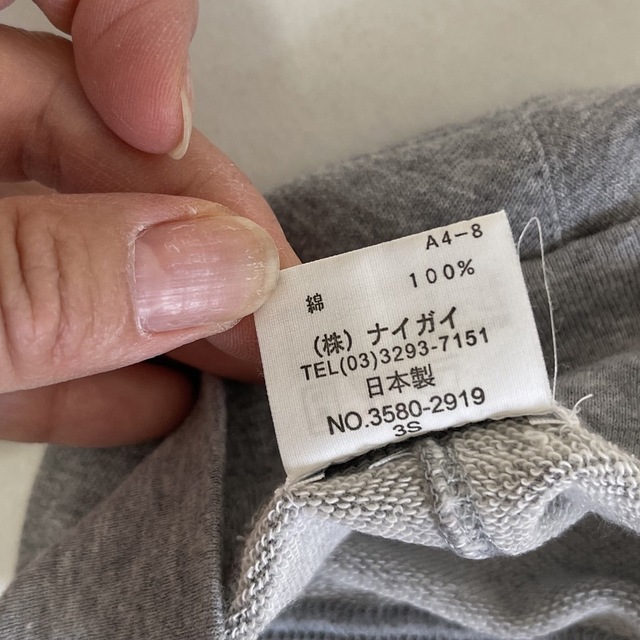 A4-8
綿 100%
(株) ナイガイ
TEL(03)3293-7151
日本製
NO.3580-2919
3S